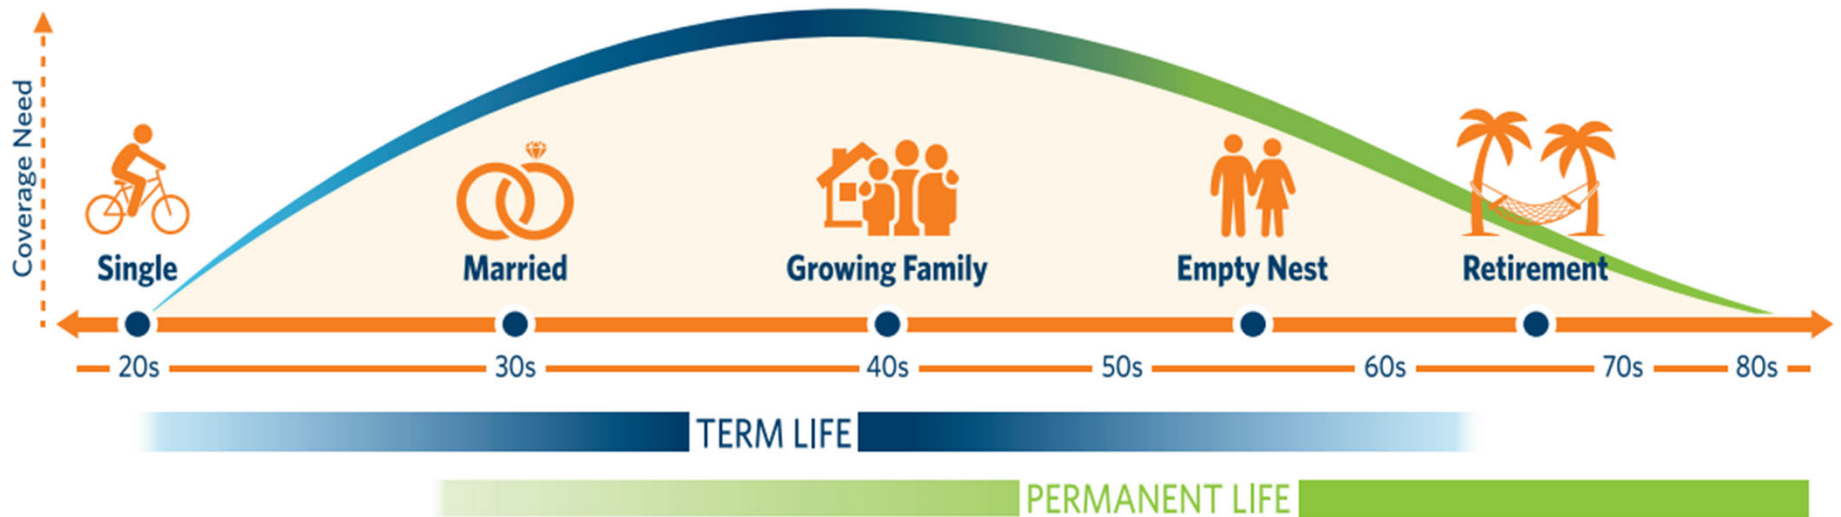 Coverage Need
Single
Married
Growing Family
Empty Nest
Retirement
20s
30s
40s
50s
60s
70s
80s
TERM LIFE
PERMANENT LIFE